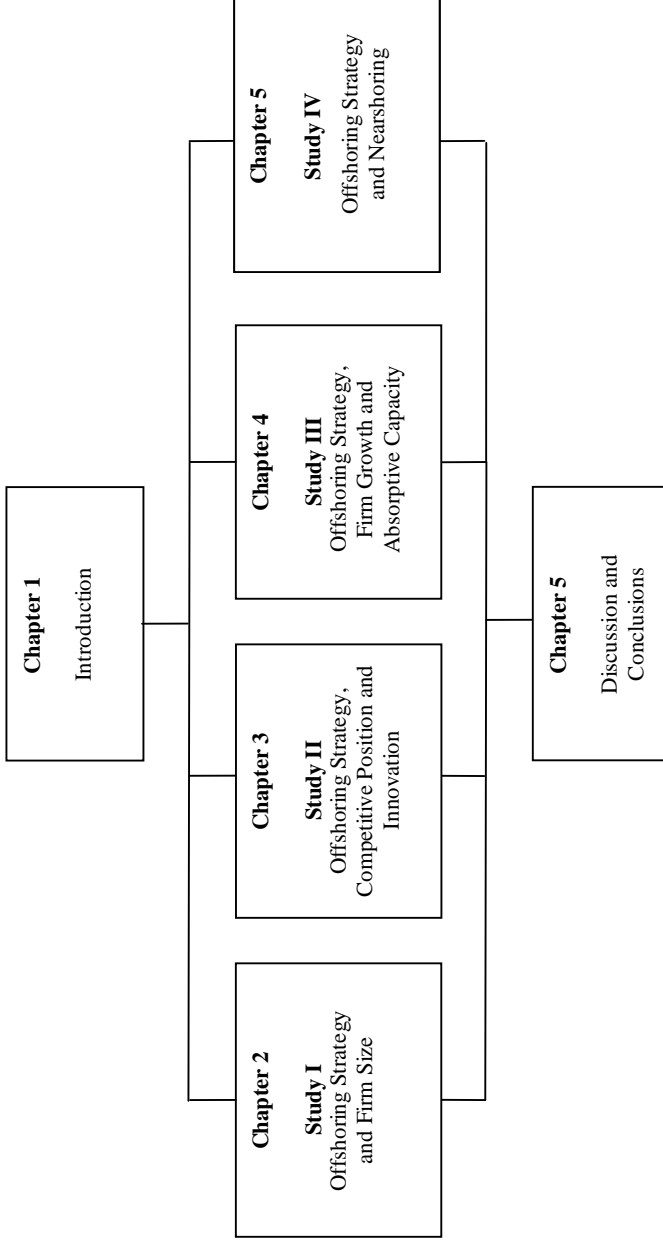 Chapter 1
Introduction
Chapter 2
Study I
Offshoring Strategy
and Firm Size
Chapter 3
Study II
Offshoring Strategy,
Competitive Position and
Innovation
Chapter 4
Study III
Offshoring Strategy,
Firm Growth and
Absorptive Capacity
Chapter 5
Study IV
Offshoring Strategy
and Nearshoring
Chapter 5
Discussion and
Conclusions